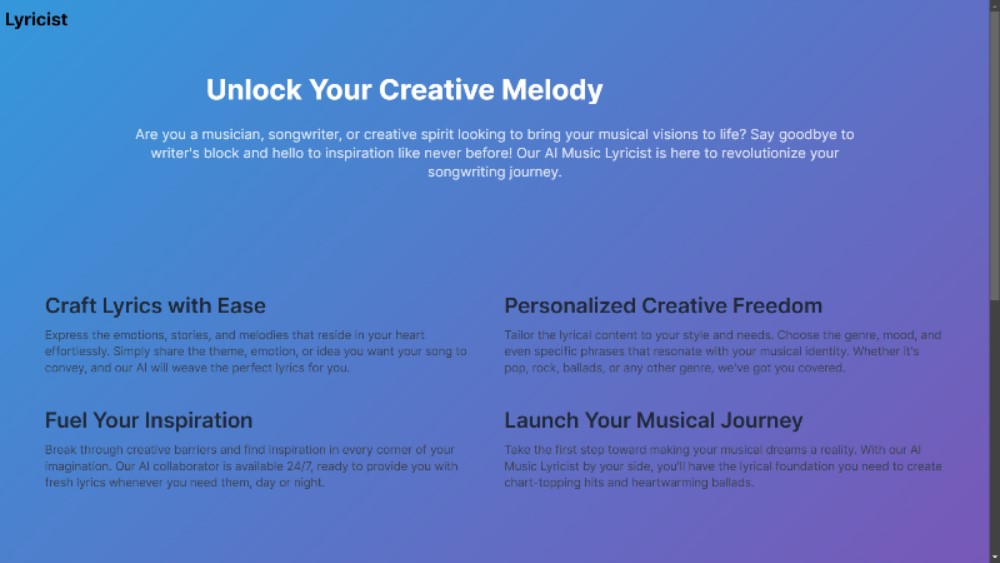 Lyricist
Unlock Your Creative Melody
Are you a musician, songwriter, or creative spirit looking to bring your musical visions to life? Say goodbye to
writer's block and hello to inspiration like never before! Our AI Music Lyricist is here to revolutionize your
songwriting journey.
Craft Lyrics with Ease
Express the emotions, stories, and melodies that reside in your heart
effortlessly. Simply share the theme, emotion, or idea you want your song to
convey, and our AI will weave the perfect lyrics for you.
Personalized Creative Freedom
Tailor the lyrical content to your style and needs. Choose the genre, mood, and
even specific phrases that resonate with your musical identity. Whether it's
pop, rock, ballads, or any other genre, we've got you covered.
Fuel Your Inspiration
Break through creative barriers and find inspiration in every corner of your
imagination. Our AI collaborator is available 24/7, ready to provide you with
fresh lyrics whenever you need them, day or night.
Launch Your Musical Journey
Take the first step toward making your musical dreams a reality. With our AI
Music Lyricist by your side, you'll have the lyrical foundation you need to create
chart-topping hits and heartwarming ballads.